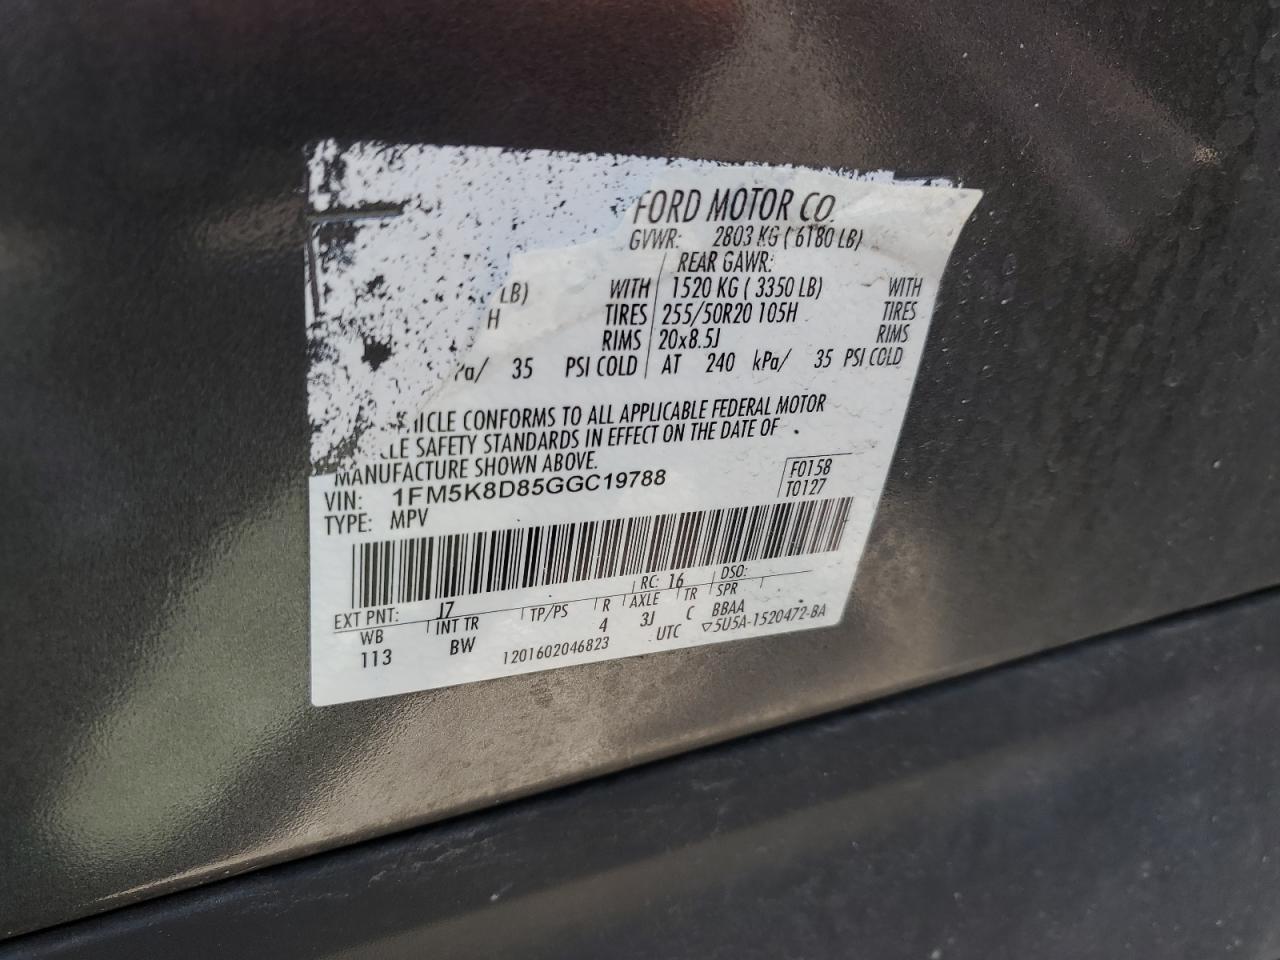 FORD MOTOR CO.
GVWR: 2803 KG ( 6180 LB)
REAR GAWR:
LB) WITH 1520 KG ( 3350 LB) WITH
H TIRES 255/50R20 105H TIRES
RIMS 20x8.5J RIMS
Pa/ 35 PSI COLD AT 240 kPa/ 35 PSI COLD
HICLE CONFORMS TO ALL APPLICABLE FEDERAL MOTOR
CLE SAFETY STANDARDS IN EFFECT ON THE DATE OF
MANUFACTURE SHOWN ABOVE.
VIN: 1FM5K8D85GGC19788 F0158
TYPE: MPV T0127
EXT PNT: J7 RC: 16 DSO:
WB INT TR TP/PS R AXLE TR SPR
113 BW 4 3J C BBAA
1201602046823 UTC ▽5U5A-1520472-BA